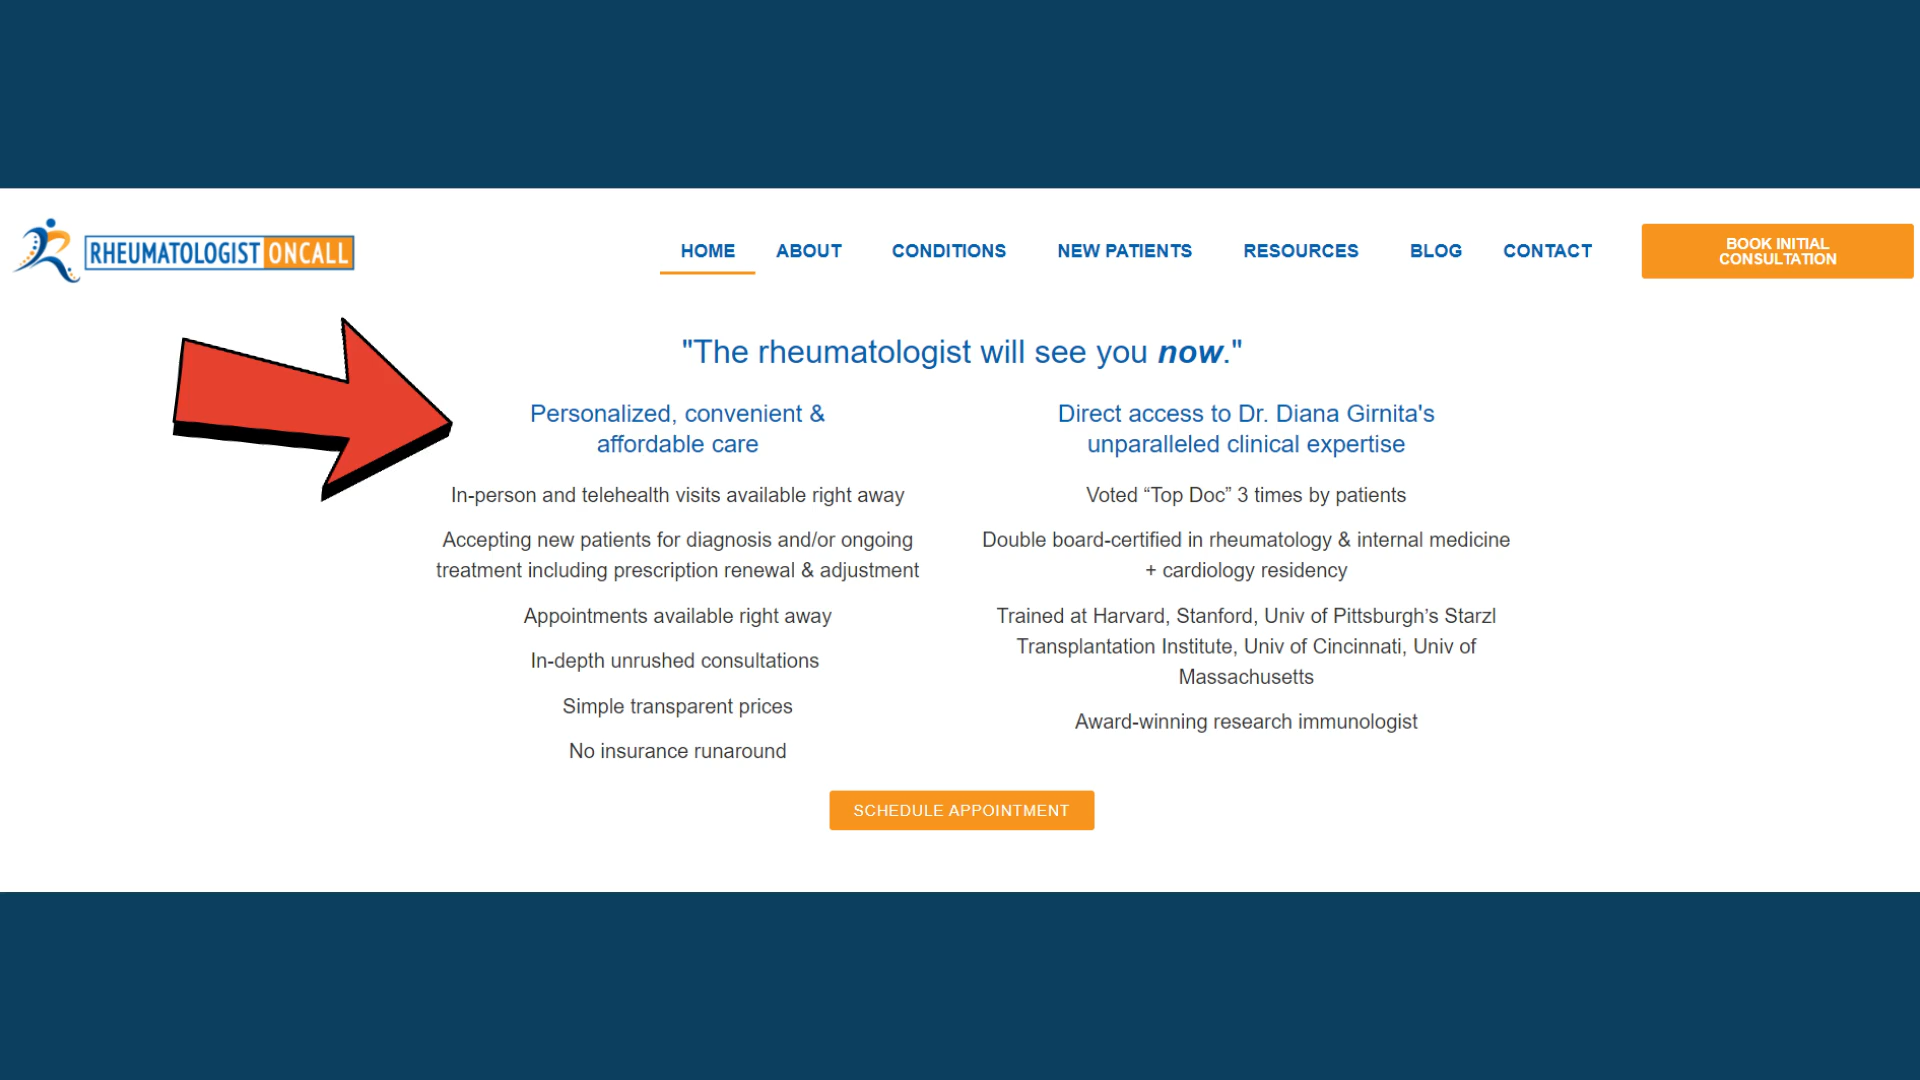 RHEUMATOLOGIST ONCALL
HOME
ABOUT
CONDITIONS
NEW PATIENTS
RESOURCES
BLOG
CONTACT
BOOK INITIAL
CONSULTATION
"The rheumatologist will see you now."
Personalized, convenient &
affordable care
In-person and telehealth visits available right away
Accepting new patients for diagnosis and/or ongoing
treatment including prescription renewal & adjustment
Appointments available right away
In-depth unrushed consultations
Simple transparent prices
No insurance runaround
Direct access to Dr. Diana Girnita's
unparalleled clinical expertise
Voted “Top Doc” 3 times by patients
Double board-certified in rheumatology & internal medicine
+ cardiology residency
Trained at Harvard, Stanford, Univ of Pittsburgh’s Starzl
Transplantation Institute, Univ of Cincinnati, Univ of
Massachusetts
Award-winning research immunologist
SCHEDULE APPOINTMENT